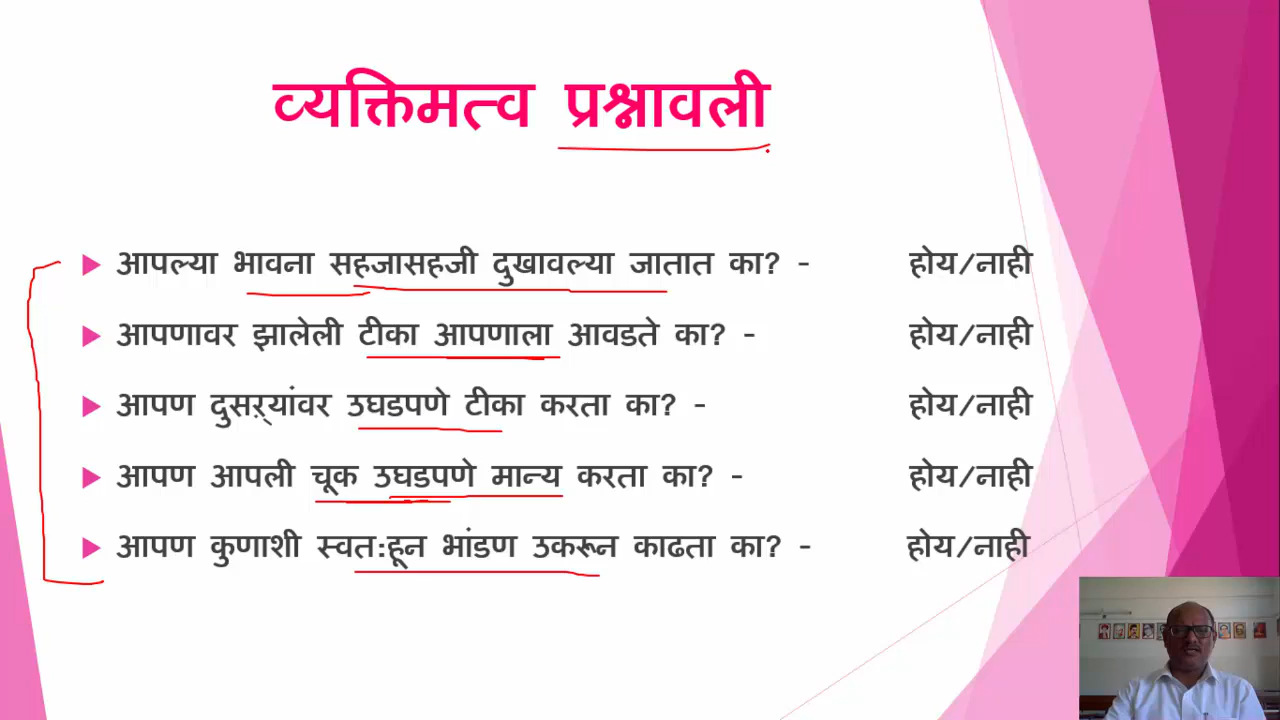 व्यक्तिमत्व प्रश्नावली
आपल्या भावना सहजासहजी दुखावल्या जातात का? - होय/नाही
आपणावर झालेली टीका आपणाला आवडते का? - होय/नाही
आपण दुसऱ्यांवर उघडपणे टीका करता का? - होय/नाही
आपण आपली चूक उघडपणे मान्य करता का? - होय/नाही
आपण कुणाशी स्वत:हून भांडण उकरून काढता का? - होय/नाही